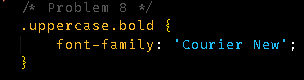 /* Problem 8 */
.uppercase.bold {
    font-family: 'Courier New';
}